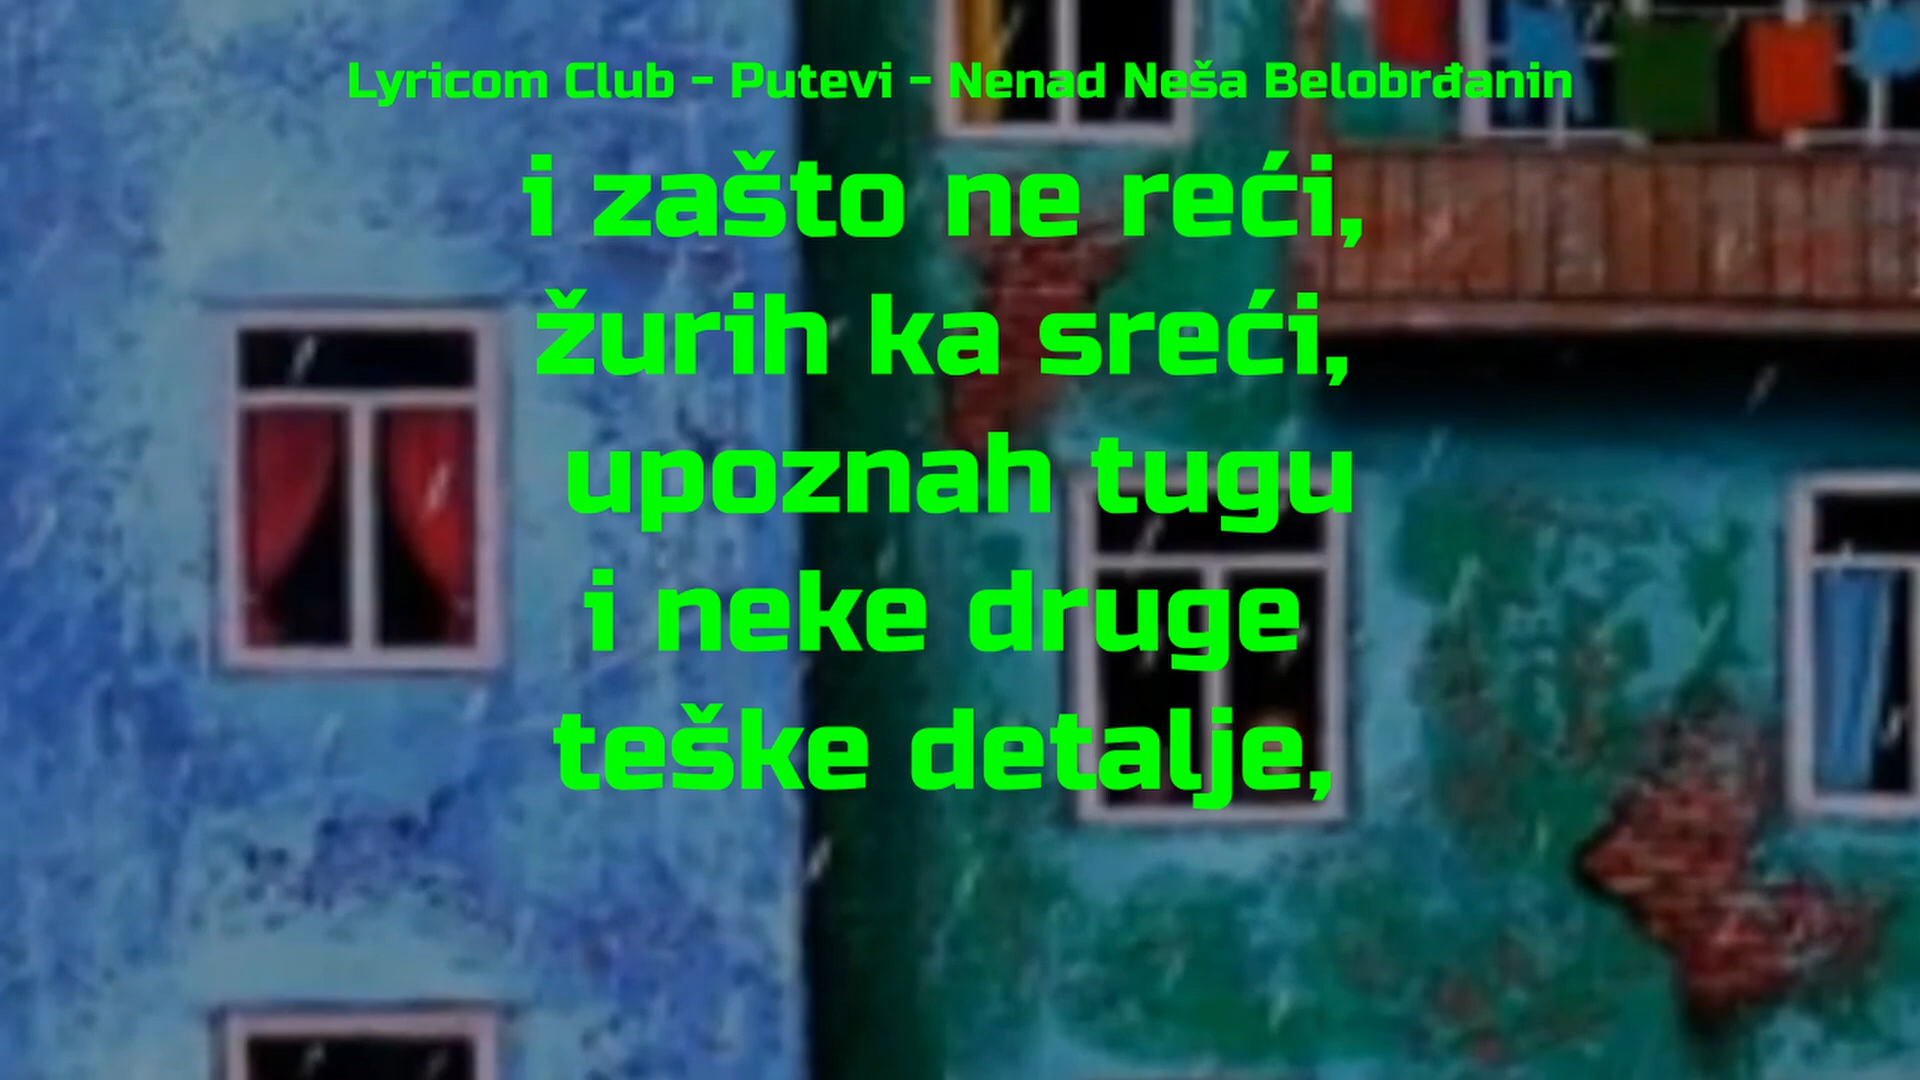 Lyricom Club - Putevi - Nenad Neša Belobrđanin
i zašto ne reći,
žurih ka sreći,
upoznah tugu
i neke druge
teške detalje,